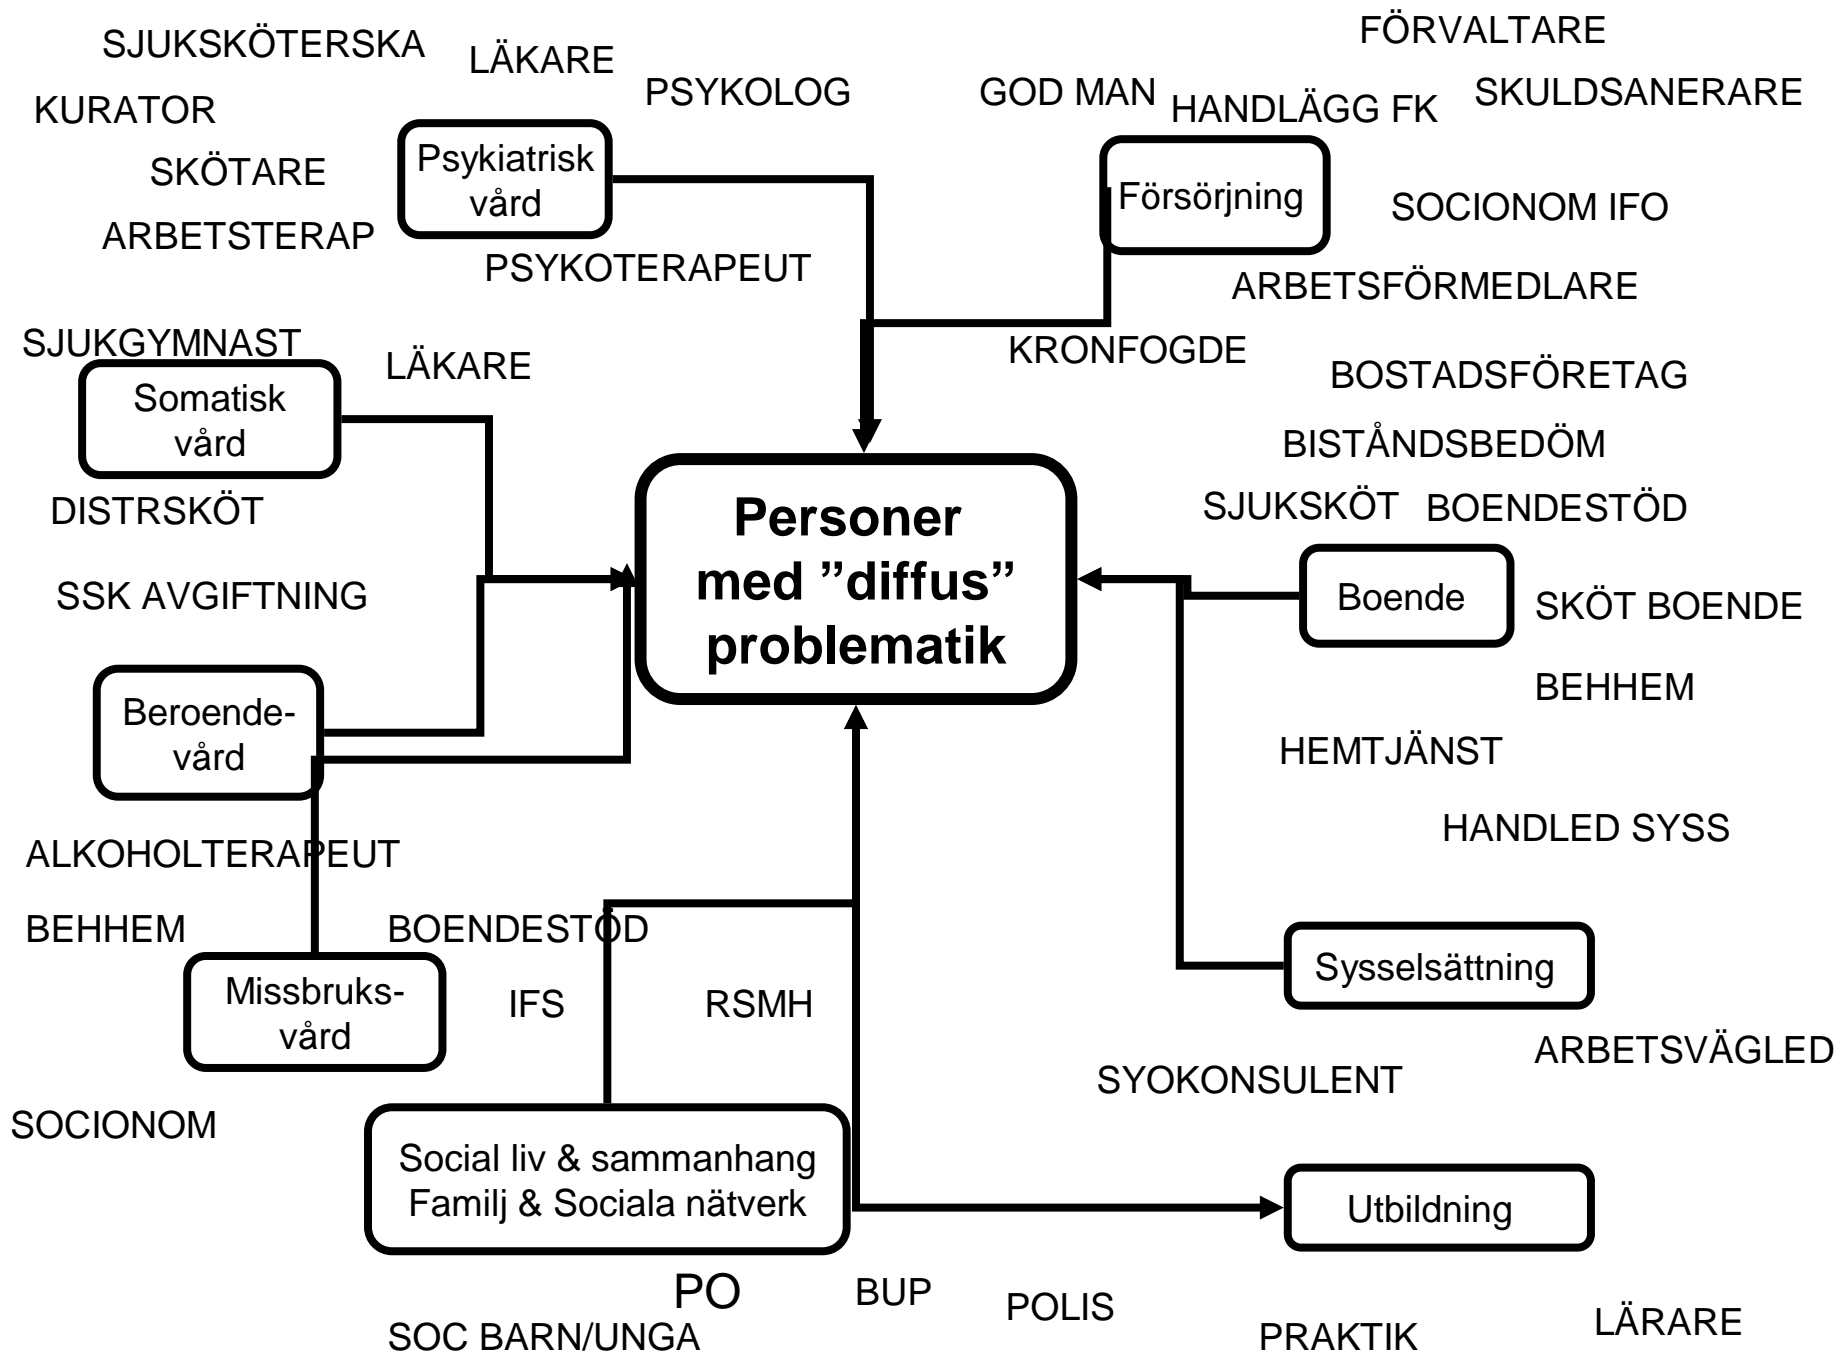 FÖRVALTARE
SJUKSKÖTERSKA
LÄKARE
PSYKOLOG
GOD MAN
HANDLÄGG FK
SKULDSANERARE
KURATOR
SKÖTARE
Psykiatrisk
vård
Försörjning
SOCIONOM IFO
ARBETSTERAP
PSYKOTERAPEUT
ARBETSFÖRMEDLARE
SJUKGYMNAST
LÄKARE
KRONFOGDE
BOSTADSFÖRETAG
Somatisk
vård
BISTÅNDSBEDÖM
DISTRSKÖT
SJUKSKÖT
BOENDESTÖD
Personer
med ”diffus”
problematik
SSK AVGIFTNING
Boende
SKÖT BOENDE
BEHHEM
Beroende-
vård
HEMTJÄNST
HANDLED SYSS
ALKOHOLTERAPEUT
BEHHEM
BOENDESTÖD
Sysselsättning
Missbruks-
vård
IFS
RSMH
ARBETSVÄGLED
SYOKONSULENT
SOCIONOM
Social liv & sammanhang
Familj & Sociala nätverk
Utbildning
PO
BUP
POLIS
LÄRARE
SOC BARN/UNGA
PRAKTIK